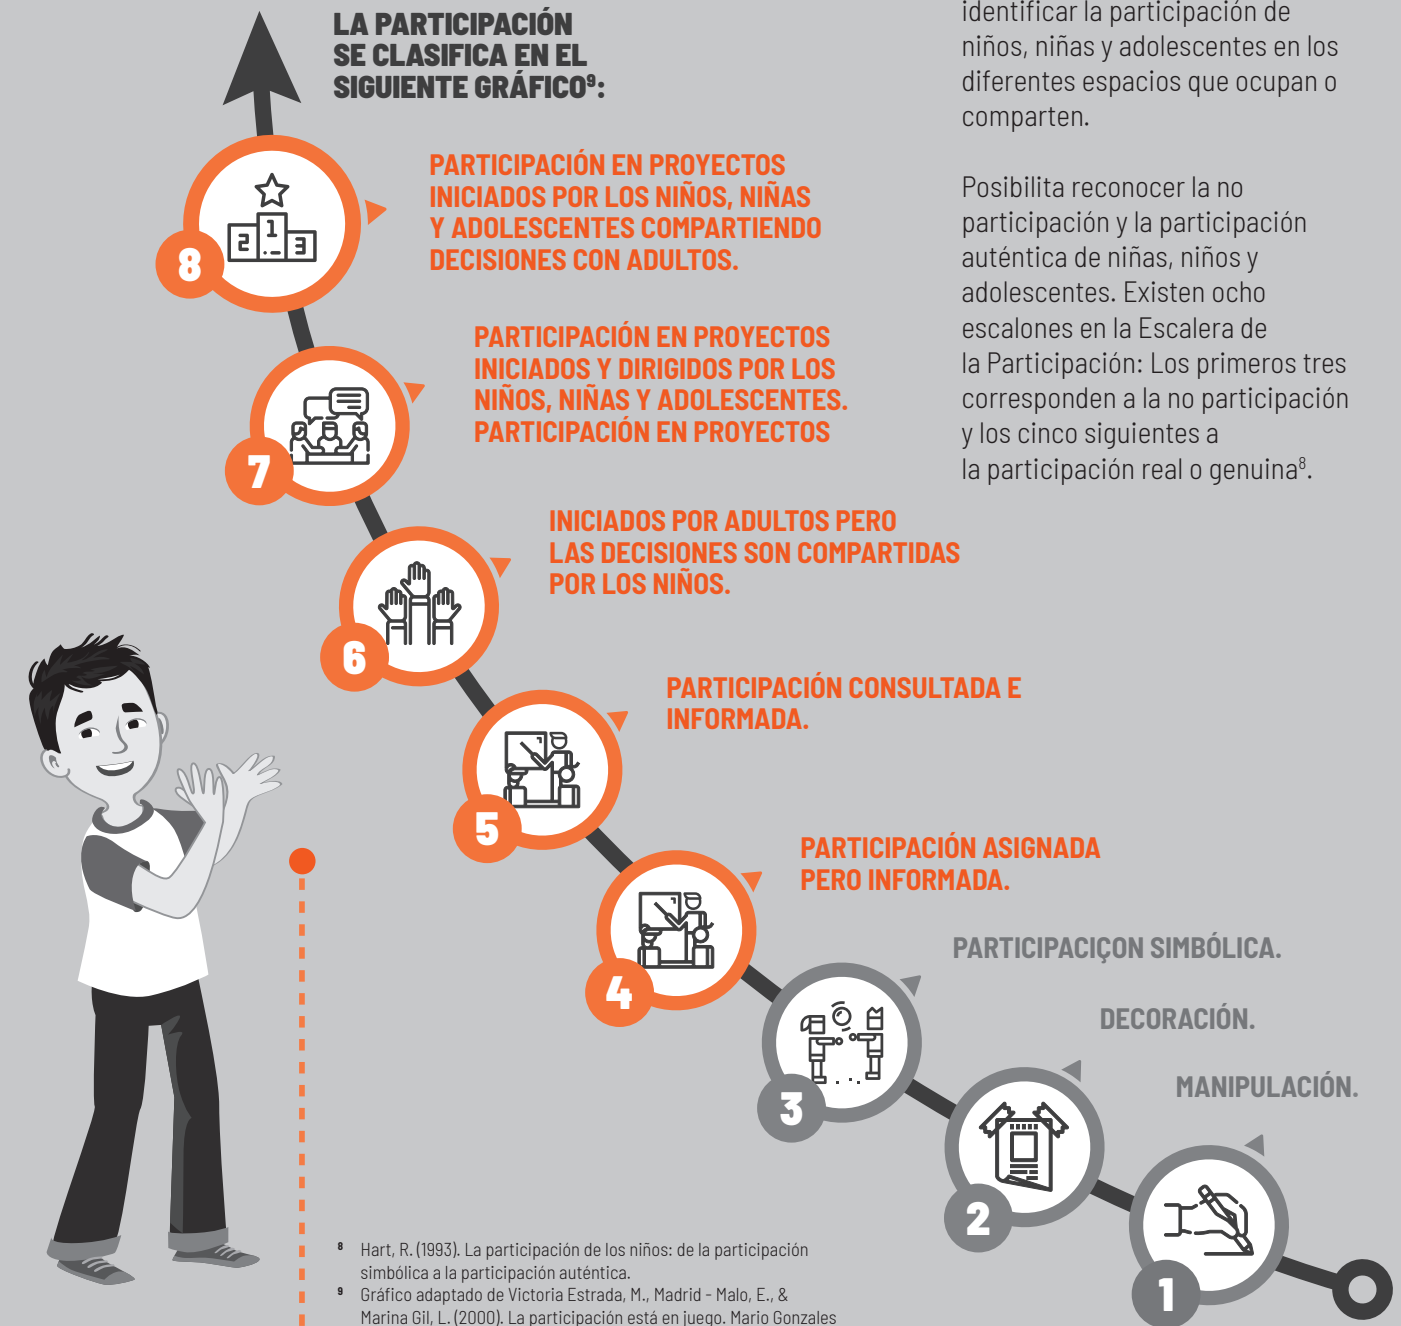 LA PARTICIPACIÓN
SE CLASIFICA EN EL
SIGUIENTE GRÁFICO⁹:
PARTICIPACIÓN EN PROYECTOS
INICIADOS POR LOS NIÑOS, NIÑAS
Y ADOLESCENTES COMPARTIENDO
DECISIONES CON ADULTOS.
2 1 3
8
PARTICIPACIÓN EN PROYECTOS
INICIADOS Y DIRIGIDOS POR LOS
NIÑOS, NIÑAS Y ADOLESCENTES.
PARTICIPACIÓN EN PROYECTOS
7
INICIADOS POR ADULTOS PERO
LAS DECISIONES SON COMPARTIDAS
POR LOS NIÑOS.
6
PARTICIPACIÓN CONSULTADA E
INFORMADA.
5
PARTICIPACIÓN ASIGNADA
PERO INFORMADA.
4
PARTICIPACIÇON SIMBÓLICA.
3
DECORACIÓN.
2
MANIPULACIÓN.
1
identificar la participación de
niños, niñas y adolescentes en los
diferentes espacios que ocupan o
comparten.
Posibilita reconocer la no
participación y la participación
auténtica de niñas, niños y
adolescentes. Existen ocho
escalones en la Escalera de
la Participación: Los primeros tres
corresponden a la no participación
y los cinco siguientes a
la participación real o genuina⁸.
⁸ Hart, R. (1993). La participación de los niños: de la participación
simbólica a la participación auténtica.
⁹ Gráfico adaptado de Victoria Estrada, M., Madrid - Malo, E., &
Marina Gil, L. (2000). La participación está en juego. Mario Gonzales